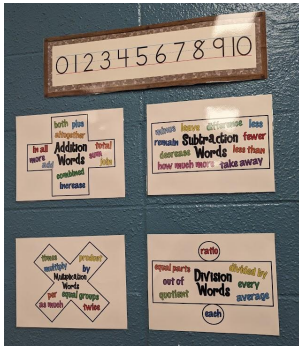 0 1 2 3 4 5 6 7 8 9 10
both plus
altogether
in all Addition total
more add Words sum
join
combined
increase
minus leave difference less
remain Subtraction fewer
decrease Words less than
how much more take away
times product
multiply by
Multiplication
Words
per equal groups
as much twice
ratio
equal parts divided by
out of Division every
quotient Words average
each